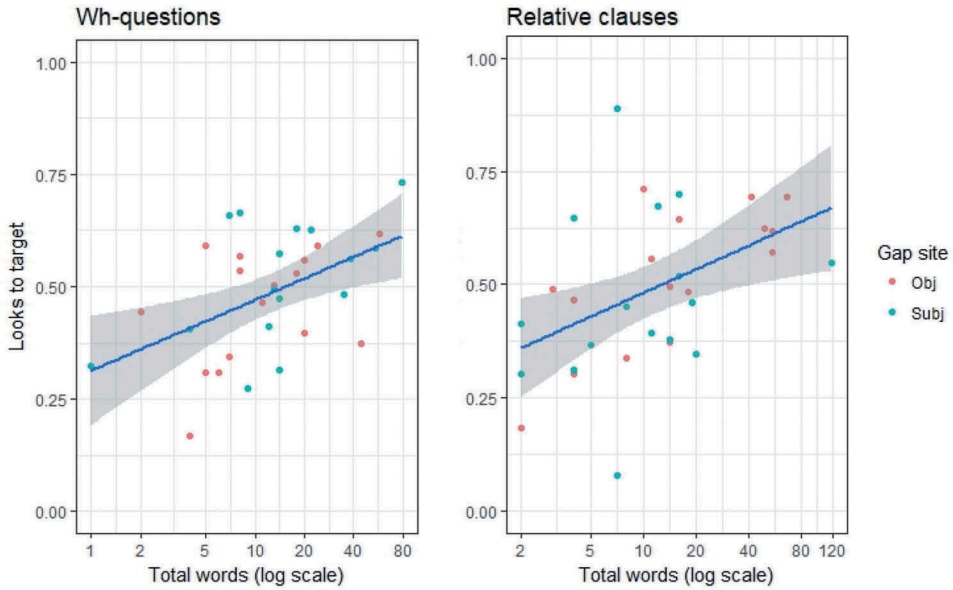 Wh-questions
Relative clauses
Looks to target
1.00
0.75
0.50
0.25
0.00
1 2 5 10 20 40 80
Total words (log scale)
1.00
0.75
0.50
0.25
0.00
2 5 10 20 40 80 120
Total words (log scale)
Gap site
Obj
Subj